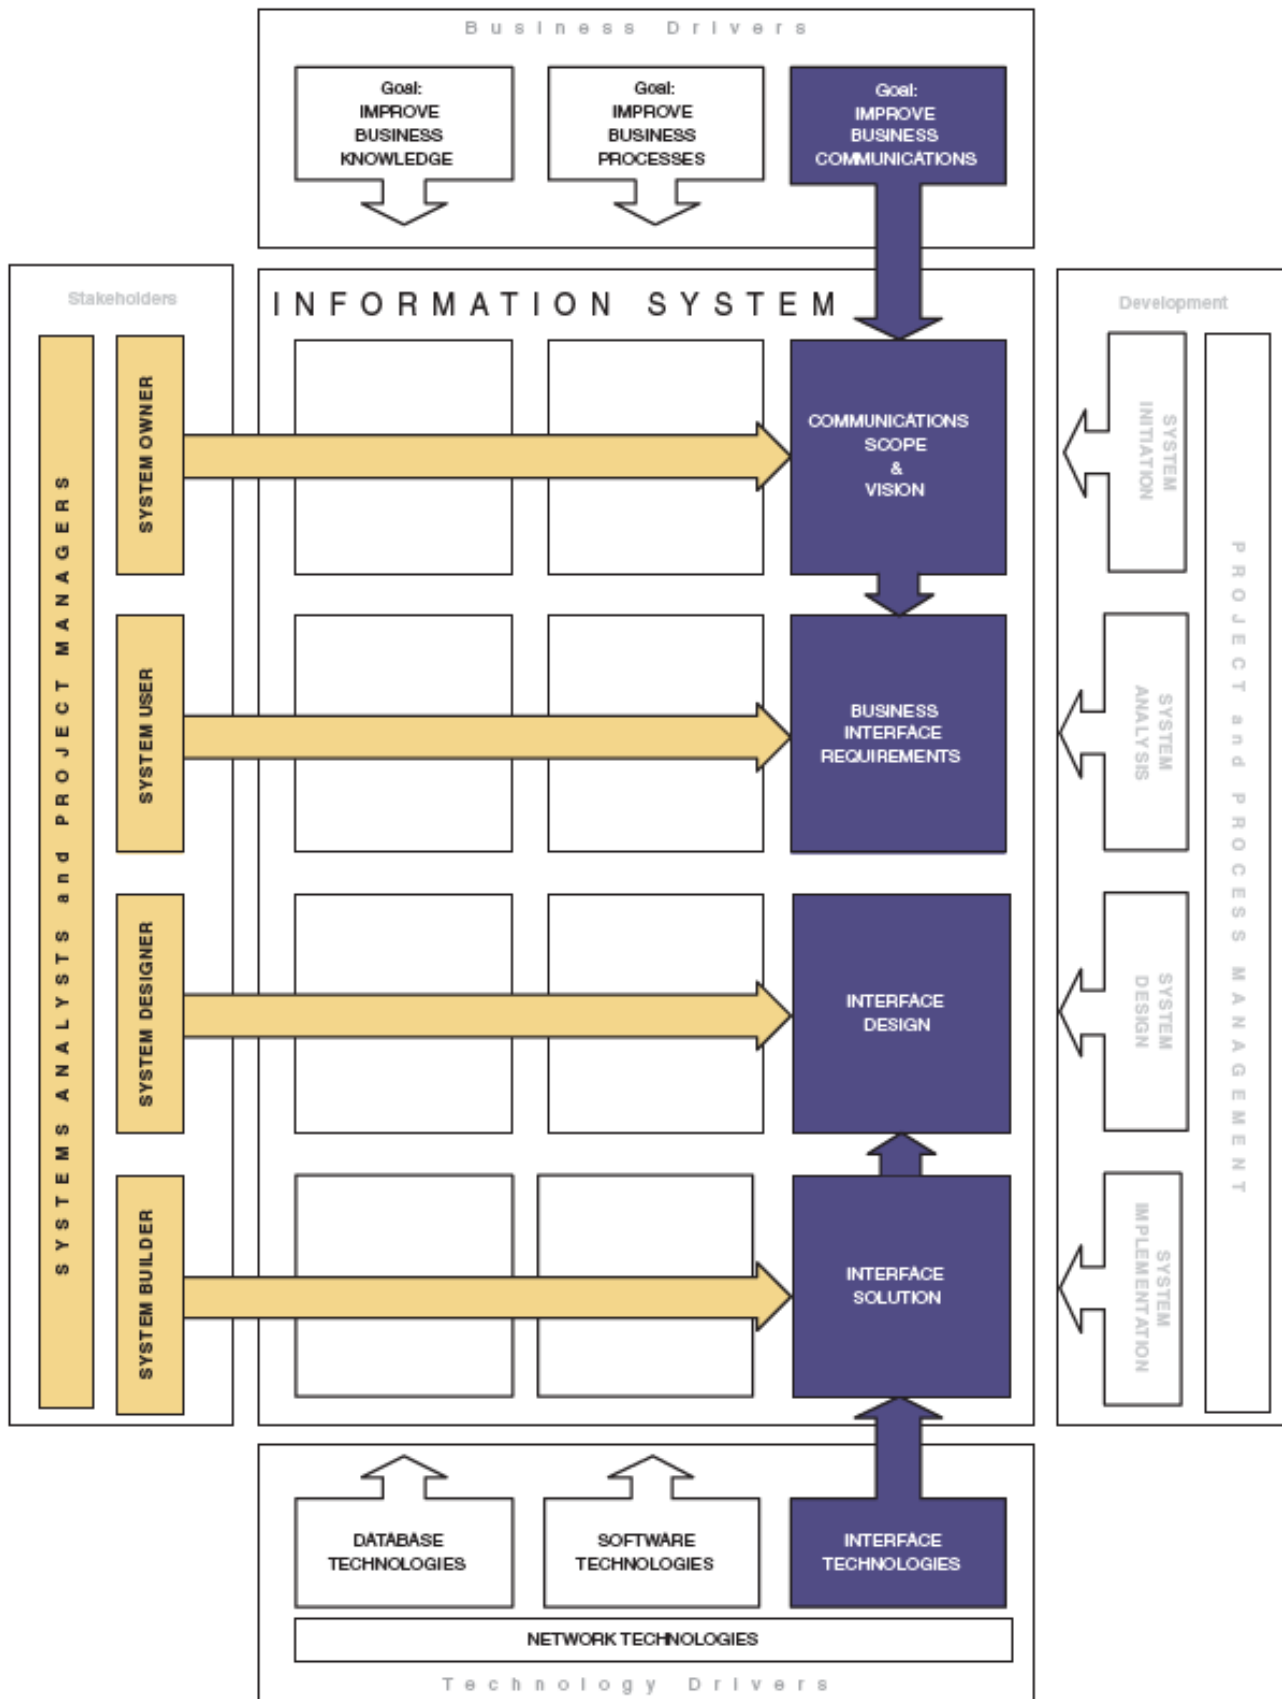 Business Drivers
Goal:
IMPROVE
BUSINESS
KNOWLEDGE
Goal:
IMPROVE
BUSINESS
PROCESSES
Goal:
IMPROVE
BUSINESS
COMMUNICATIONS
Stakeholders
SYSTEMS ANALYSTS and PROJECT MANAGERS
SYSTEM OWNER
SYSTEM USER
SYSTEM DESIGNER
SYSTEM BUILDER
INFORMATION SYSTEM
COMMUNICATIONS
SCOPE
&
VISION
BUSINESS
INTERFACE
REQUIREMENTS
INTERFACE
DESIGN
INTERFACE
SOLUTION
Development
SYSTEM
INITIATION
SYSTEM
ANALYSIS
SYSTEM
DESIGN
SYSTEM
IMPLEMENTATION
PROJECT and PROCESS MANAGEMENT
DATABASE
TECHNOLOGIES
SOFTWARE
TECHNOLOGIES
INTERFACE
TECHNOLOGIES
NETWORK TECHNOLOGIES
Technology Drivers